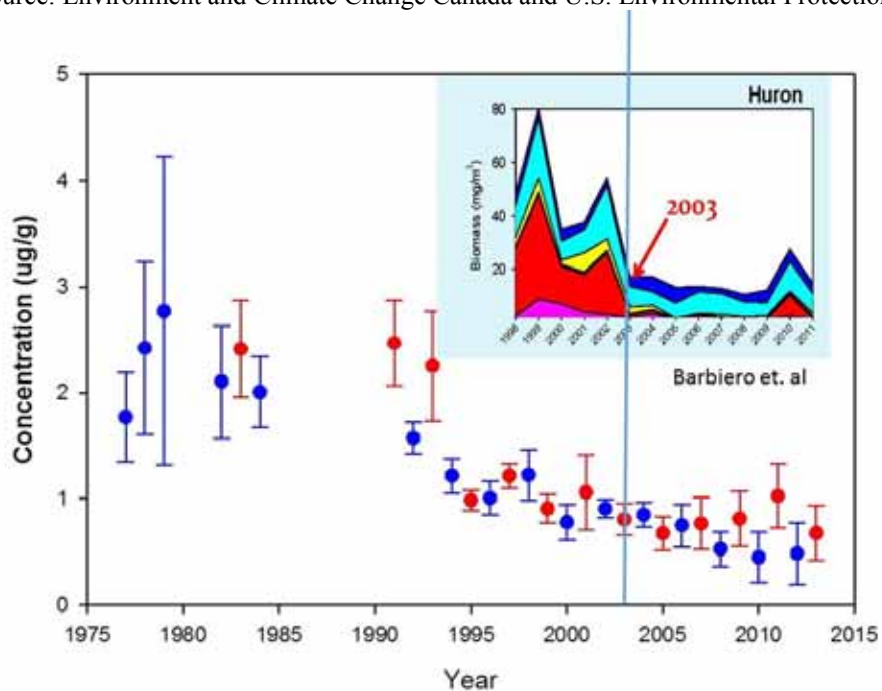 ource: Environment and Climate Change Canada and U.S. Environmental Protection
5
4
3
2
1
0
Concentration (ug/g)
1975 1980 1985 1990 1995 2000 2005 2010 2015
Year
Huron
80
60
40
20
Biomass (mg/m³)
2003
1998 1999 2000 2001 2002 2003 2004 2005 2006 2007 2008 2009 2010 2011
Barbiero et. al